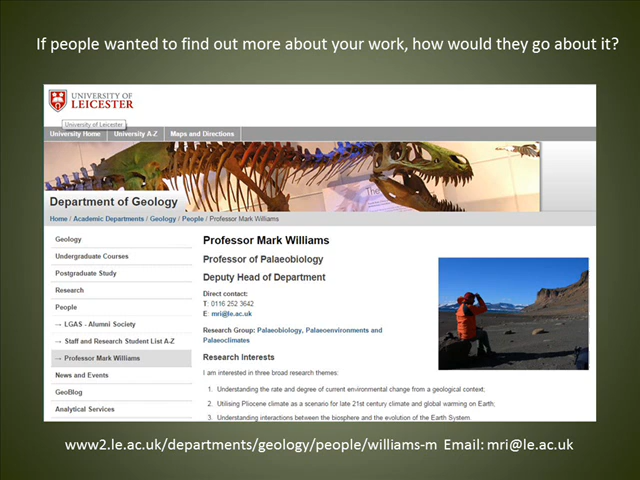 If people wanted to find out more about your work, how would they go about it?
UNIVERSITY OF
LEICESTER
University of Leicester
University Home University A-Z Maps and Directions
Department of Geology
Home / Academic Departments / Geology / People / Professor Mark Williams
Geology
Undergraduate Courses
Postgraduate Study
Research
People
→ LGAS - Alumni Society
→ Staff and Research Student List A-Z
→ Professor Mark Williams
News and Events
GeoBlog
Analytical Services
Professor Mark Williams
Professor of Palaeobiology
Deputy Head of Department
Direct contact:
T: 0116 252 3642
E: mri@le.ac.uk
Research Group: Palaeobiology, Palaeoenvironments and
Palaeoclimates
Research Interests
I am interested in three broad research themes:
1. Understanding the rate and degree of current environmental change from a geological context;
2. Utilising Pliocene climate as a scenario for late 21st century climate and global warming on Earth;
3. Understanding interactions between the biosphere and the evolution of the Earth System.
www2.le.ac.uk/departments/geology/people/williams-m Email: mri@le.ac.uk